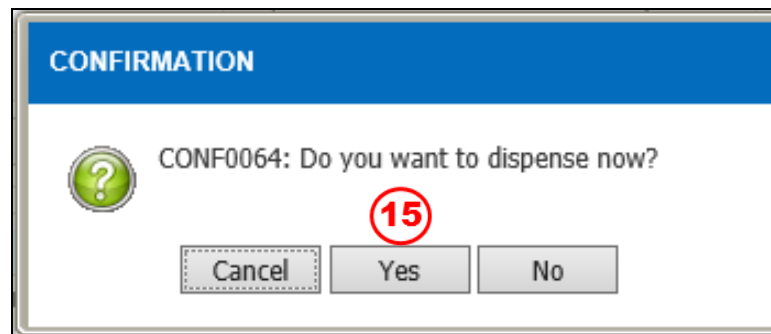 CONFIRMATION
CONF0064: Do you want to dispense now?
15
Cancel Yes No